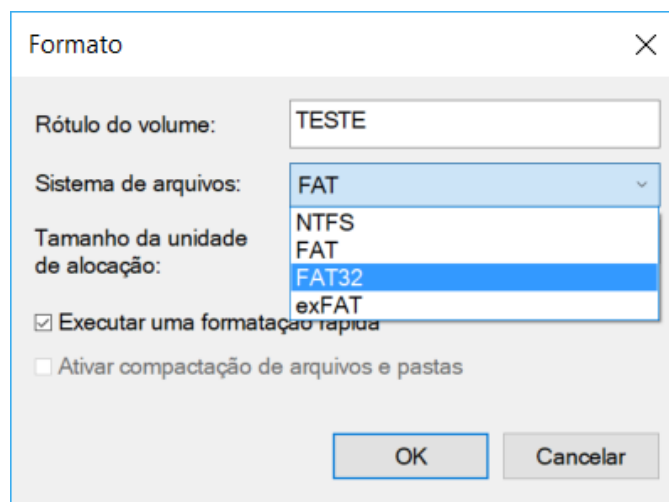 Formato
Rótulo do volume:
TESTE
Sistema de arquivos:
FAT
NTFS
FAT
FAT32
exFAT
Tamanho da unidade
de alocação:
Executar uma formatação rápida
Ativar compactação de arquivos e pastas
OK
Cancelar